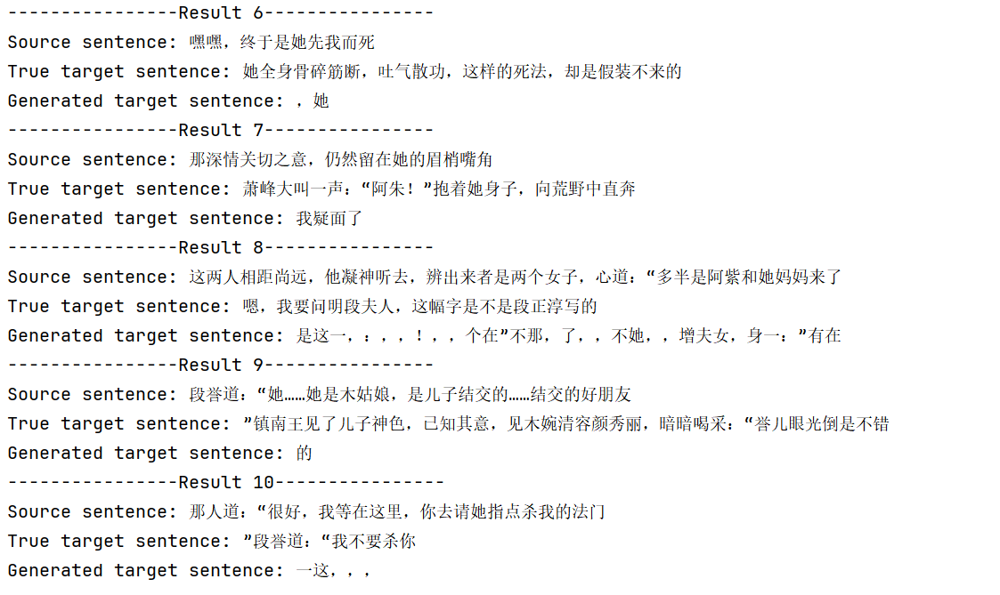 ----------------Result 6----------------
Source sentence: 嘿嘿，终于是她先我而死
True target sentence: 她全身骨碎筋断，吐气散功，这样的死法，却是假装不来的
Generated target sentence: ，她
----------------Result 7----------------
Source sentence: 那深情关切之意，仍然留在她的眉梢嘴角
True target sentence: 萧峰大叫一声：“阿朱！”抱着她身子，向荒野中直奔
Generated target sentence: 我疑面了
----------------Result 8----------------
Source sentence: 这两人相距尚远，他凝神听去，辨出来者是两个女子，心道：“多半是阿紫和她妈妈来了
True target sentence: 嗯，我要问明段夫人，这幅字是不是段正淳写的
Generated target sentence: 是这一，：，，！，，个在”不那，了，，不她，，增夫女，身一：”有在
----------------Result 9----------------
Source sentence: 段誉道：“她……她是木姑娘，是儿子结交的……结交的好朋友
True target sentence: ”镇南王见了儿子神色，已知其意，见木婉清容颜秀丽，暗暗喝采：“誉儿眼光倒是不错
Generated target sentence: 的
----------------Result 10----------------
Source sentence: 那人道：“很好，我等在这里，你去请她指点杀我的法门
True target sentence: ”段誉道：“我不要杀你
Generated target sentence: 一这，，，